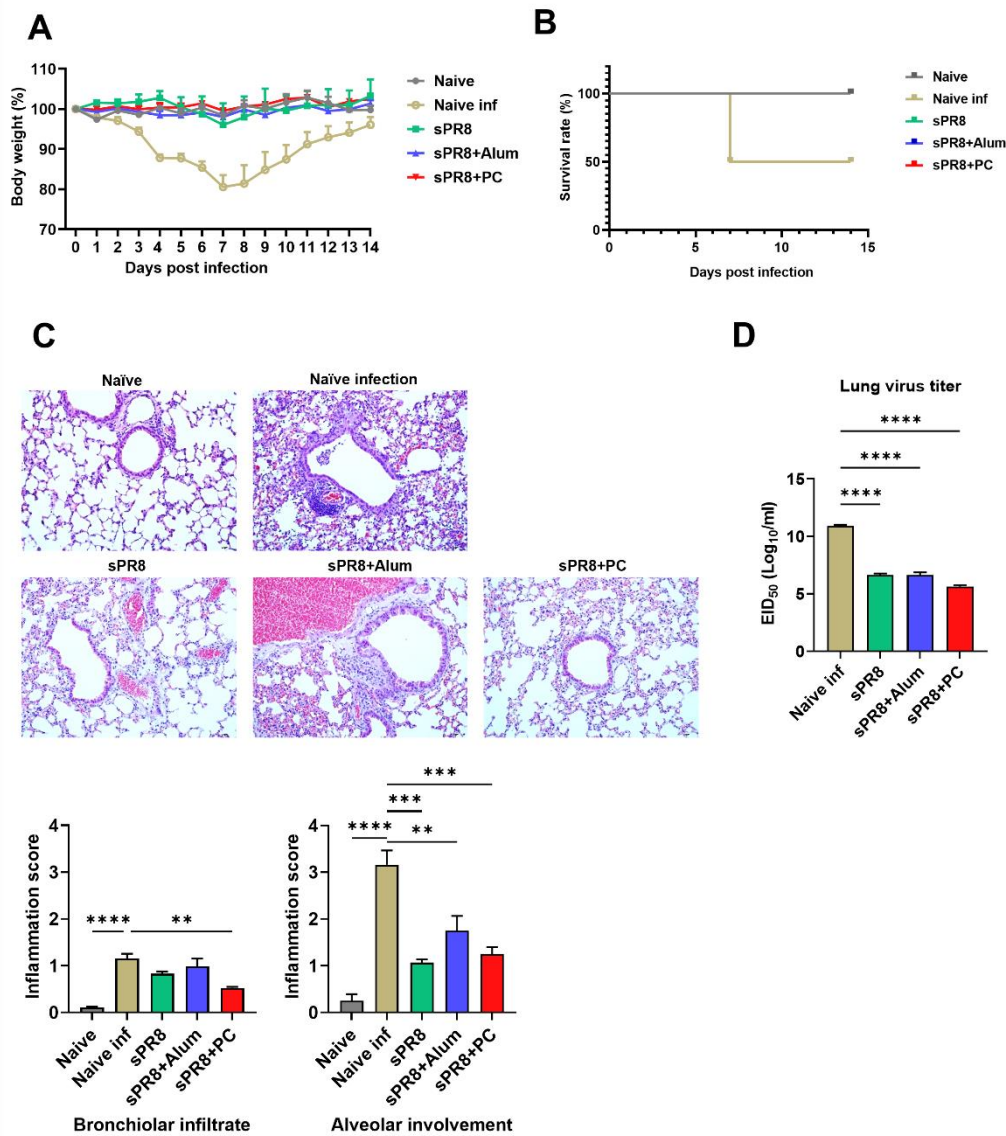 A
Body weight (%)
110
100
90
80
70
0 1 2 3 4 5 6 7 8 9 10 11 12 13 14
Days post infection
Naive
Naive inf
sPR8
sPR8+Alum
sPR8+PC
B
Survival rate (%)
100
50
0
0 5 10 15
Days post infection
Naive
Naive inf
sPR8
sPR8+Alum
sPR8+PC
C
Naïve
Naïve infection
sPR8
sPR8+Alum
sPR8+PC
D
Lung virus titer
****
****
****
EID50 (Log10/ml)
15
10
5
0
Naive inf
sPR8
sPR8+Alum
sPR8+PC
Inflammation score
4
3
2
1
0
**** **
Naive
Naive inf
sPR8
sPR8+Alum
sPR8+PC
Bronchiolar infiltrate
Inflammation score
4
3
2
1
0
***
***
****
**
Naive
Naive inf
sPR8
sPR8+Alum
sPR8+PC
Alveolar involvement